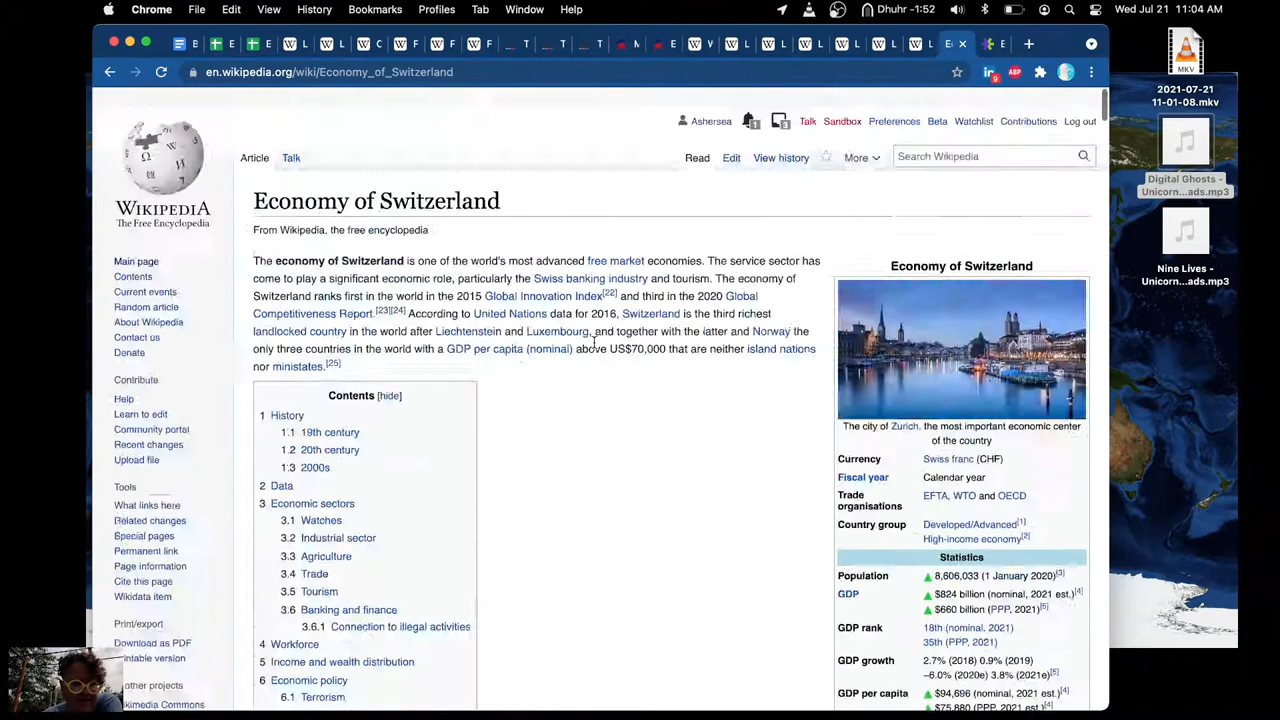 Chrome File Edit View History Bookmarks Profiles Tab Window Help Dhuhr -1:52 Wed Jul 21 11:04 AM
en.wikipedia.org/wiki/Economy_of_Switzerland
Ashersea 1 3 Talk Sandbox Preferences Beta Watchlist Contributions Log out
Article Talk Read Edit View history More Search Wikipedia
WIKIPEDIA
The Free Encyclopedia
Main page
Contents
Current events
Random article
About Wikipedia
Contact us
Donate
Contribute
Help
Learn to edit
Community portal
Recent changes
Upload file
Tools
What links here
Related changes
Special pages
Permanent link
Page information
Cite this page
Wikidata item
Print/export
Download as PDF
rintable version
other projects
ikimedia Commons
Economy of Switzerland
From Wikipedia, the free encyclopedia
The economy of Switzerland is one of the world's most advanced free market economies. The service sector has
come to play a significant economic role, particularly the Swiss banking industry and tourism. The economy of
Switzerland ranks first in the world in the 2015 Global Innovation Index[22] and third in the 2020 Global
Competitiveness Report.[23][24] According to United Nations data for 2016, Switzerland is the third richest
landlocked country in the world after Liechtenstein and Luxembourg, and together with the latter and Norway the
only three countries in the world with a GDP per capita (nominal) above US$70,000 that are neither island nations
nor ministates.[25]
Contents [hide]
1 History
1.1 19th century
1.2 20th century
1.3 2000s
2 Data
3 Economic sectors
3.1 Watches
3.2 Industrial sector
3.3 Agriculture
3.4 Trade
3.5 Tourism
3.6 Banking and finance
3.6.1 Connection to illegal activities
4 Workforce
5 Income and wealth distribution
6 Economic policy
6.1 Terrorism
Economy of Switzerland
The city of Zurich, the most important economic center
of the country
Currency Swiss franc (CHF)
Fiscal year Calendar year
Trade organisations EFTA, WTO and OECD
Country group Developed/Advanced[1]
High-income economy[2]
Statistics
Population 8,606,033 (1 January 2020)[3]
GDP $824 billion (nominal, 2021 est.)[4]
$660 billion (PPP, 2021)[5]
GDP rank 18th (nominal, 2021)
35th (PPP, 2021)
GDP growth 2.7% (2018) 0.9% (2019)
−6.0% (2020e) 3.8% (2021e)[5]
GDP per capita $94,696 (nominal, 2021 est.)[4]
$75,880 (PPP, 2021)[4]
MKV
2021-07-21
11-01-08.mkv
Digital Ghosts -
Unicorn...ads.mp3
Nine Lives -
Unicorn...ads.mp3